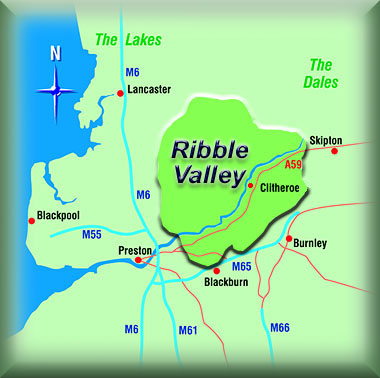 The Lakes
M6
N
Lancaster
The
Dales
Skipton
Ribble
Valley
A59
Clitheroe
M6
Blackpool
M55
Preston
Burnley
M65
Blackburn
M6
M61
M66